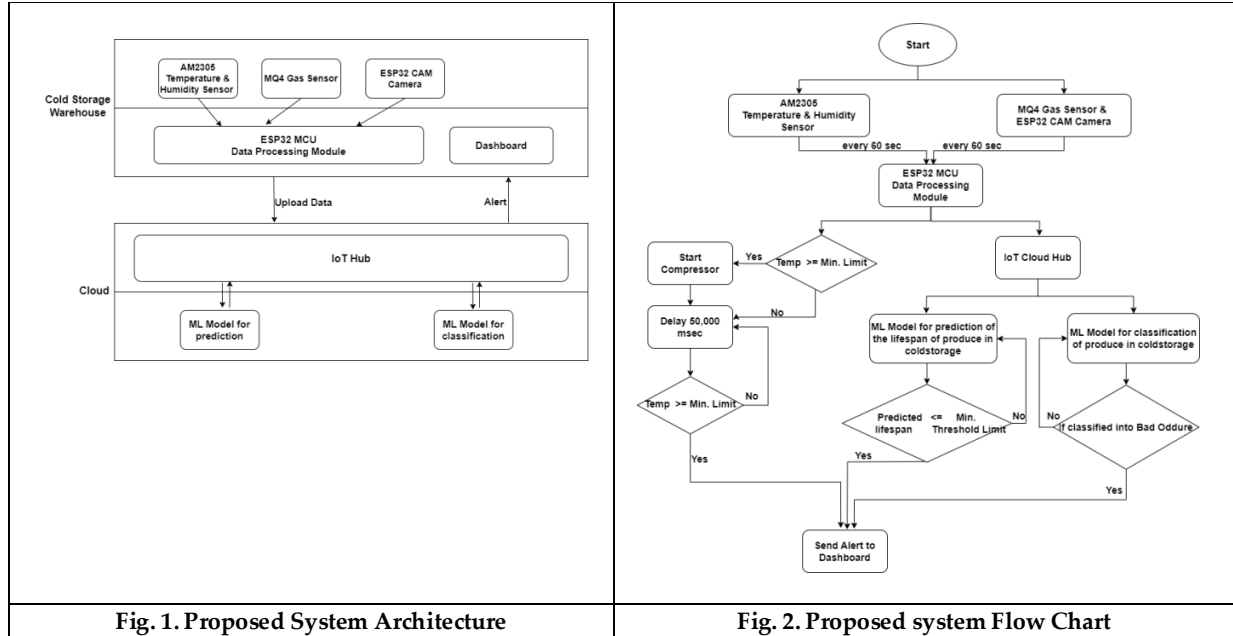 AM2305
Temperature &
Humidity Sensor
MQ4 Gas Sensor
ESP32 CAM
Camera
Cold Storage
Warehouse
ESP32 MCU
Data Processing Module
Dashboard
Upload Data
Alert
IoT Hub
Cloud
ML Model for
prediction
ML Model for
classification
Fig. 1. Proposed System Architecture
Start
AM2305
Temperature & Humidity
Sensor
MQ4 Gas Sensor &
ESP32 CAM Camera
every 60 sec
every 60 sec
ESP32 MCU
Data Processing
Module
Start
Compressor
Yes
Temp >= Min. Limit
IoT Cloud Hub
No
Delay 50,000
msec
ML Model for prediction of
the lifespan of produce in
coldstorage
ML Model for classification
of produce in coldstorage
Temp >= Min. Limit
No
Predicted <= Min.
lifespan Threshold Limit
No
No
If classified into Bad Oddure
Yes
Yes
Yes
Send Alert to
Dashboard
Fig. 2. Proposed system Flow Chart